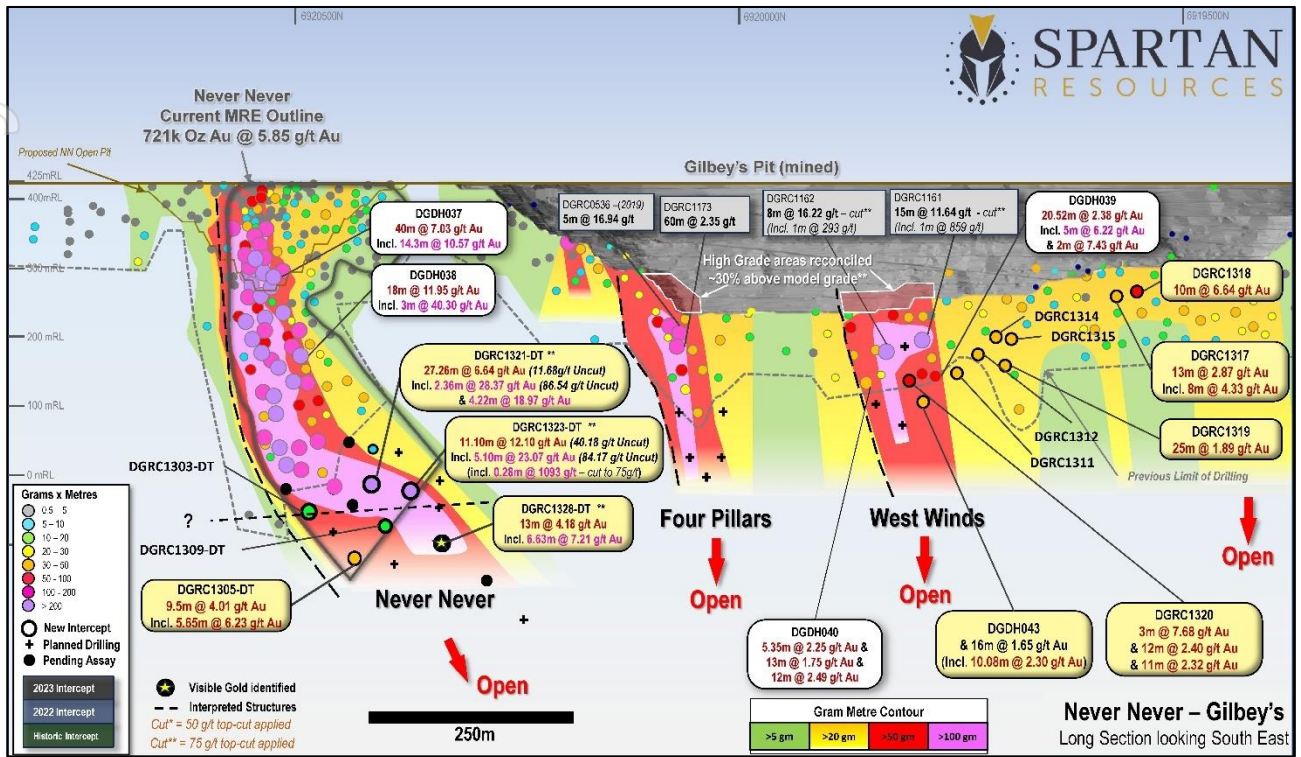 6920500N
6920000N
6919500N
SPARTAN
RESOURCES
Never Never
Current MRE Outline
721k Oz Au @ 5.85 g/t Au
Proposed NN Open Pit
Gilbey's Pit (mined)
425mRL
400mRL
300mRL
200 mRL
100 mRL
0 mRL
DGDH037
40m @ 7.03 g/t Au
Incl. 14.3m @ 10.57 g/t Au
DGDH038
18m @ 11.95 g/t Au
Incl. 3m @ 40.30 g/t Au
DGRC0536 –(2019)
5m @ 16.94 g/t
DGRC1173
60m @ 2.35 g/t
DGRC1162
8m @ 16.22 g/t – cut**
(Incl. 1m @ 293 g/t)
DGRC1161
15m @ 11.64 g/t - cut**
(Incl. 1m @ 859 g/t)
DGDH039
20.52m @ 2.38 g/t Au
Incl. 5m @ 6.22 g/t Au
& 2m @ 7.43 g/t Au
High Grade areas reconciled
~30% above model grade**
DGRC1318
10m @ 6.64 g/t Au
DGRC1314
DGRC1315
DGRC1317
13m @ 2.87 g/t Au
Incl. 8m @ 4.33 g/t Au
DGRC1321-DT **
27.26m @ 6.64 g/t Au (11.68g/t Uncut)
Incl. 2.36m @ 28.37 g/t Au (86.54 g/t Uncut)
& 4.22m @ 18.97 g/t Au
DGRC1323-DT **
11.10m @ 12.10 g/t Au (40.18 g/t Uncut)
Incl. 5.10m @ 23.07 g/t Au (84.17 g/t Uncut)
(incl. 0.28m @ 1093 g/t – cut to 75g/t)
DGRC1319
25m @ 1.89 g/t Au
DGRC1312
DGRC1311
Previous Limit of Drilling
DGRC1303-DT
?
DGRC1309-DT
DGRC1328-DT **
13m @ 4.18 g/t Au
Incl. 6.63m @ 7.21 g/t Au
DGRC1305-DT
9.5m @ 4.01 g/t Au
Incl. 5.65m @ 6.23 g/t Au
Never Never
Open
Four Pillars
Open
West Winds
Open
Open
DGDH040
5.35m @ 2.25 g/t Au &
13m @ 1.75 g/t Au &
12m @ 2.49 g/t Au
DGDH043
& 16m @ 1.65 g/t Au
(Incl. 10.08m @ 2.30 g/t Au)
DGRC1320
3m @ 7.68 g/t Au
& 12m @ 2.40 g/t Au
& 11m @ 2.32 g/t Au
Grams x Metres
0.5 5
5 – 10
10 – 20
20 – 30
30 – 50
50 - 100
100 - 200
> 200
New Intercept
Planned Drilling
Pending Assay
2023 Intercept
2022 Intercept
Historic Intercept
Visible Gold identified
Interpreted Structures
Cut* = 50 g/t top-cut applied
Cut** = 75 g/t top-cut applied
250m
Gram Metre Contour
>5 gm >20 gm >50 gm >100 gm
Never Never – Gilbey's
Long Section looking South East